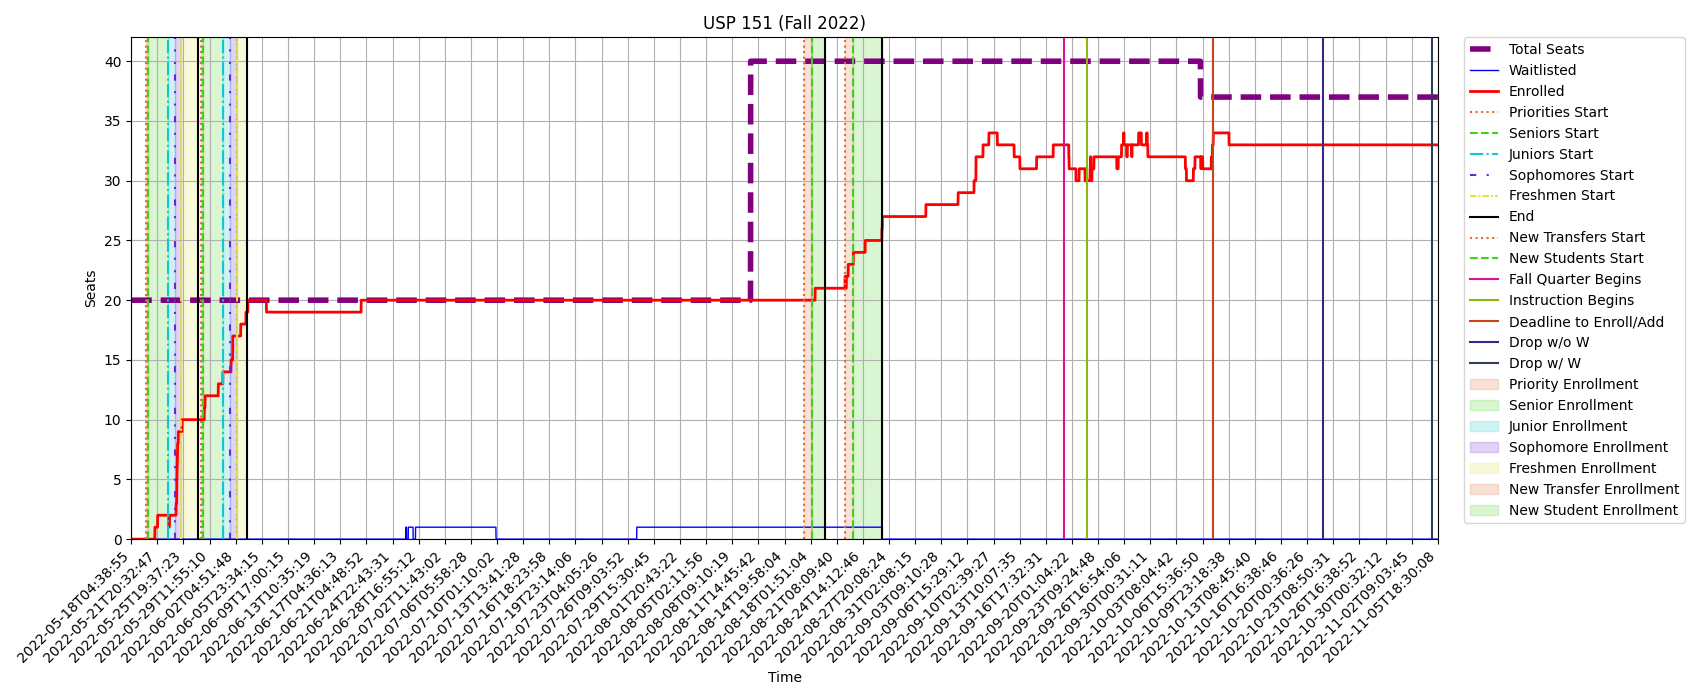 USP 151 (Fall 2022)
Seats
40
35
30
25
20
15
10
5
0
2022-05-18T04:38:55
2022-05-21T20:32:47
2022-05-25T19:37:23
2022-05-29T11:55:10
2022-06-02T04:51:48
2022-06-05T23:34:15
2022-06-09T17:00:15
2022-06-13T10:35:19
2022-06-17T04:36:13
2022-06-21T04:48:52
2022-06-24T22:43:31
2022-06-28T16:55:12
2022-07-02T11:43:02
2022-07-06T05:58:28
2022-07-10T01:10:02
2022-07-13T13:41:28
2022-07-16T18:23:58
2022-07-19T23:14:06
2022-07-23T04:05:26
2022-07-26T09:03:52
2022-07-29T15:30:45
2022-08-01T20:43:22
2022-08-05T02:11:56
2022-08-08T09:10:19
2022-08-11T14:45:42
2022-08-14T19:58:04
2022-08-18T01:51:04
2022-08-21T08:09:40
2022-08-24T14:12:46
2022-08-27T20:08:24
2022-08-31T02:08:15
2022-09-03T09:10:28
2022-09-06T15:29:12
2022-09-10T02:39:27
2022-09-13T10:07:35
2022-09-16T17:32:31
2022-09-20T01:04:22
2022-09-23T09:24:48
2022-09-26T16:54:06
2022-09-30T00:31:11
2022-10-03T08:04:42
2022-10-06T15:36:50
2022-10-09T23:18:38
2022-10-13T08:45:40
2022-10-16T16:38:46
2022-10-20T00:36:26
2022-10-23T08:50:31
2022-10-26T16:38:52
2022-10-30T00:32:12
2022-11-02T09:03:45
2022-11-05T18:30:08
Time
Total Seats
Waitlisted
Enrolled
Priorities Start
Seniors Start
Juniors Start
Sophomores Start
Freshmen Start
End
New Transfers Start
New Students Start
Fall Quarter Begins
Instruction Begins
Deadline to Enroll/Add
Drop w/o W
Drop w/ W
Priority Enrollment
Senior Enrollment
Junior Enrollment
Sophomore Enrollment
Freshmen Enrollment
New Transfer Enrollment
New Student Enrollment